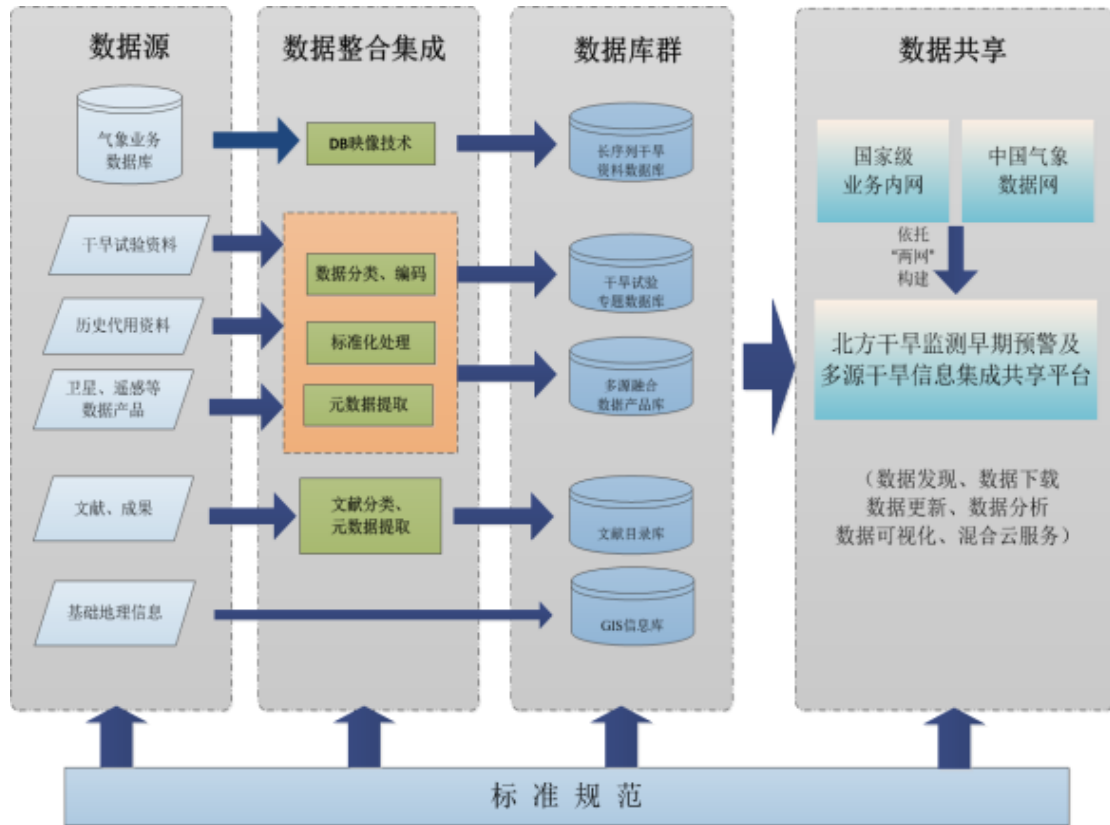 数据源
气象业务
数据库
干旱试验资料
历史代用资料
卫星、遥感等
数据产品
文献、成果
基础地理信息
数据整合集成
DB映像技术
数据分类、编码
标准化处理
元数据提取
文献分类、
元数据提取
数据库群
长序列干旱
资料数据库
干旱试验
专题数据库
多源融合
数据产品库
文献目录库
GIS信息库
数据共享
国家级
业务内网
中国气象
数据网
依托
“两网”
构建
北方干旱监测早期预警及
多源干旱信息集成共享平台
（数据发现、数据下载
数据更新、数据分析
数据可视化、混合云服务）
标准规范